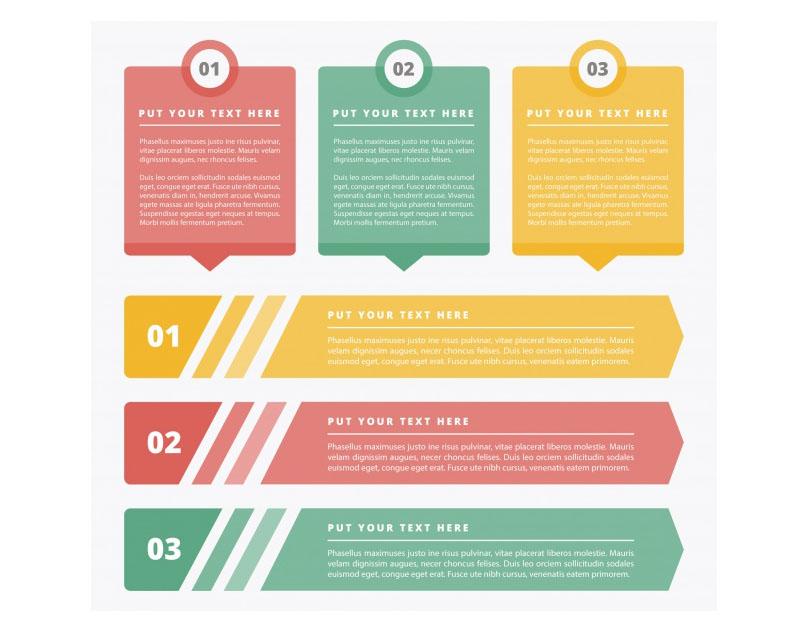 01
PUT YOUR TEXT HERE
Phasellus maximuses justo ine risus pulvinar,
vitae placerat liberos molestie. Mauris velam
dignissim augues, nec rhoncus felises.
Duis leo orciem sollicitudin sodales euismod
eget, congue eget erat. Fusce ute nibh cursus,
venenatis diam in, hendrerit arcuse. Vivamus
egete massas ate ligula pharetra fermentum.
Suspendisse egestas eget neques at tempus.
Morbi mollis fermentum pretium.
02
PUT YOUR TEXT HERE
Phasellus maximuses justo ine risus pulvinar,
vitae placerat liberos molestie. Mauris velam
dignissim augues, nec rhoncus felises.
Duis leo orciem sollicitudin sodales euismod
eget, congue eget erat. Fusce ute nibh cursus,
venenatis diam in, hendrerit arcuse. Vivamus
egete massas ate ligula pharetra fermentum.
Suspendisse egestas eget neques at tempus.
Morbi mollis fermentum pretium.
03
PUT YOUR TEXT HERE
Phasellus maximuses justo ine risus pulvinar,
vitae placerat liberos molestie. Mauris velam
dignissim augues, nec rhoncus felises.
Duis leo orciem sollicitudin sodales euismod
eget, congue eget erat. Fusce ute nibh cursus,
venenatis diam in, hendrerit arcuse. Vivamus
egete massas ate ligula pharetra fermentum.
Suspendisse egestas eget neques at tempus.
Morbi mollis fermentum pretium.
01
PUT YOUR TEXT HERE
Phasellus maximuses justo ine risus pulvinar, vitae placerat liberos molestie. Mauris
velam dignissim augues, necer choncus felises. Duis leo orciem sollicitudin sodales
euismod eget, congue eget erat. Fusce ute nibh cursus, venenatis eatem primorem.
02
PUT YOUR TEXT HERE
Phasellus maximuses justo ine risus pulvinar, vitae placerat liberos molestie. Mauris
velam dignissim augues, necer choncus felises. Duis leo orciem sollicitudin sodales
euismod eget, congue eget erat. Fusce ute nibh cursus, venenatis eatem primorem.
03
PUT YOUR TEXT HERE
Phasellus maximuses justo ine risus pulvinar, vitae placerat liberos molestie. Mauris
velam dignissim augues, necer choncus felises. Duis leo orciem sollicitudin sodales
euismod eget, congue eget erat. Fusce ute nibh cursus, venenatis eatem primorem.